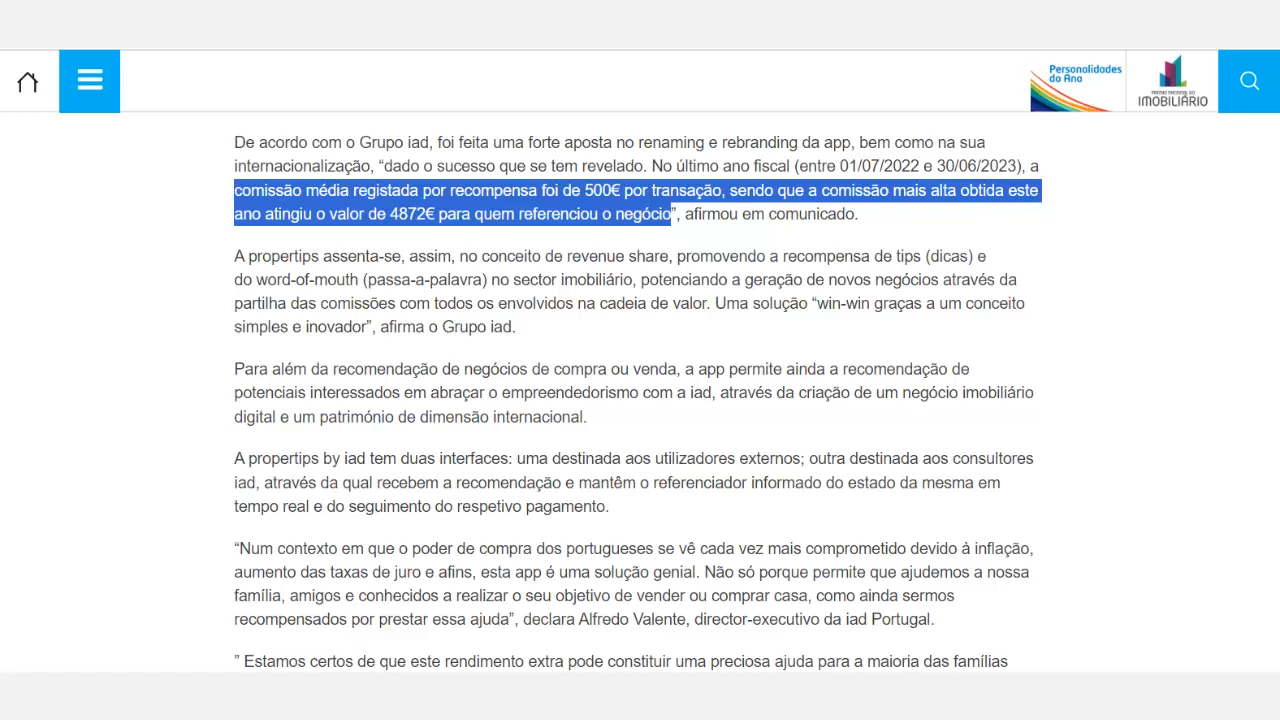 Personalidades
do Ano
PRÉMIO NACIONAL DO
IMOBILIÁRIO
De acordo com o Grupo iad, foi feita uma forte aposta no renaming e rebranding da app, bem como na sua
internacionalização, “dado o sucesso que se tem revelado. No último ano fiscal (entre 01/07/2022 e 30/06/2023), a
comissão média registada por recompensa foi de 500€ por transação, sendo que a comissão mais alta obtida este
ano atingiu o valor de 4872€ para quem referenciou o negócio”, afirmou em comunicado.
A propertips assenta-se, assim, no conceito de revenue share, promovendo a recompensa de tips (dicas) e
do word-of-mouth (passa-a-palavra) no sector imobiliário, potenciando a geração de novos negócios através da
partilha das comissões com todos os envolvidos na cadeia de valor. Uma solução “win-win graças a um conceito
simples e inovador”, afirma o Grupo iad.
Para além da recomendação de negócios de compra ou venda, a app permite ainda a recomendação de
potenciais interessados em abraçar o empreendedorismo com a iad, através da criação de um negócio imobiliário
digital e um património de dimensão internacional.
A propertips by iad tem duas interfaces: uma destinada aos utilizadores externos; outra destinada aos consultores
iad, através da qual recebem a recomendação e mantêm o referenciador informado do estado da mesma em
tempo real e do seguimento do respetivo pagamento.
“Num contexto em que o poder de compra dos portugueses se vê cada vez mais comprometido devido à inflação,
aumento das taxas de juro e afins, esta app é uma solução genial. Não só porque permite que ajudemos a nossa
família, amigos e conhecidos a realizar o seu objetivo de vender ou comprar casa, como ainda sermos
recompensados por prestar essa ajuda”, declara Alfredo Valente, director-executivo da iad Portugal.
” Estamos certos de que este rendimento extra pode constituir uma preciosa ajuda para a maioria das famílias